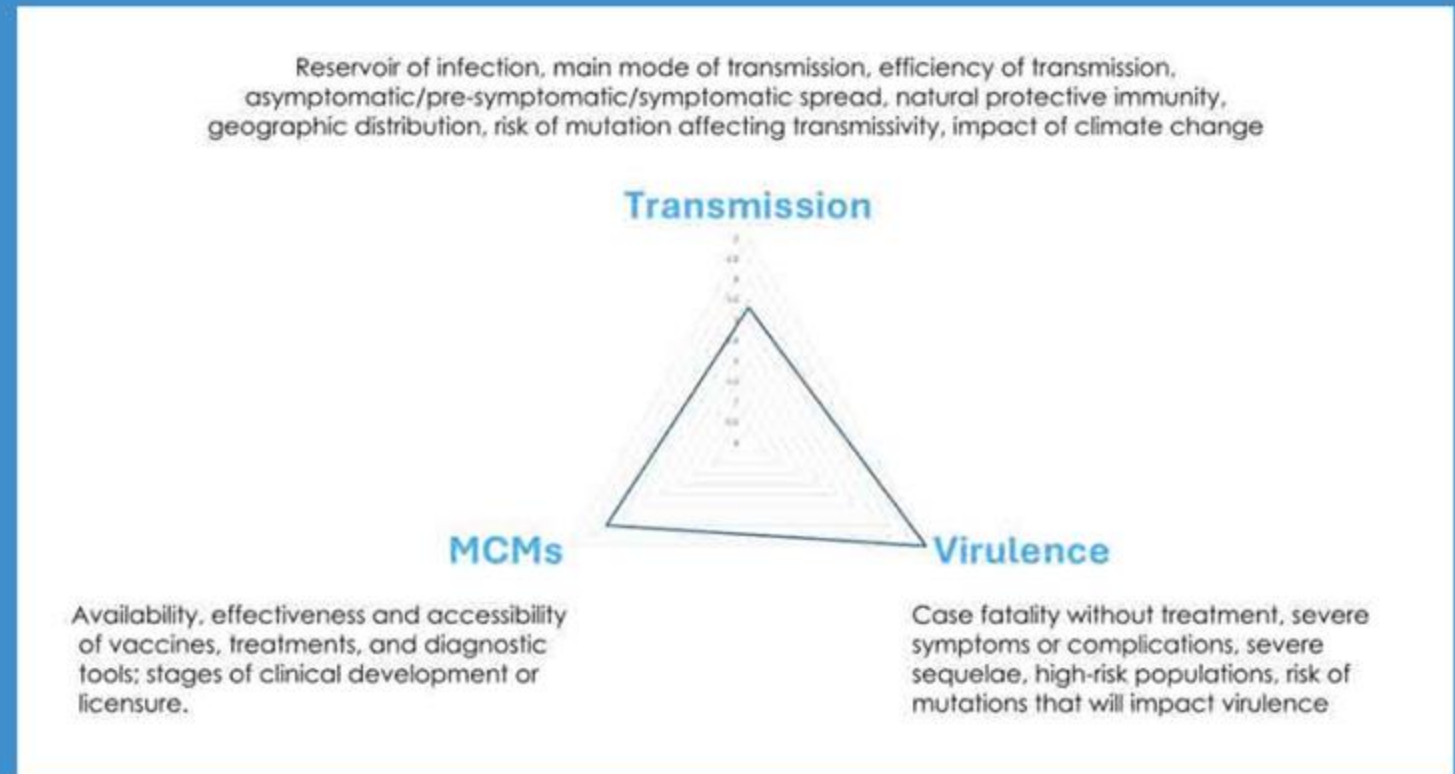 Reservoir of infection, main mode of transmission, efficiency of transmission,
asymptomatic/pre-symptomatic/symptomatic spread, natural protective immunity,
geographic distribution, risk of mutation affecting transmissivity, impact of climate change
Transmission
MCMs
Virulence
Availability, effectiveness and accessibility
of vaccines, treatments, and diagnostic
tools; stages of clinical development or
licensure.
Case fatality without treatment, severe
symptoms or complications, severe
sequelae, high-risk populations, risk of
mutations that will impact virulence